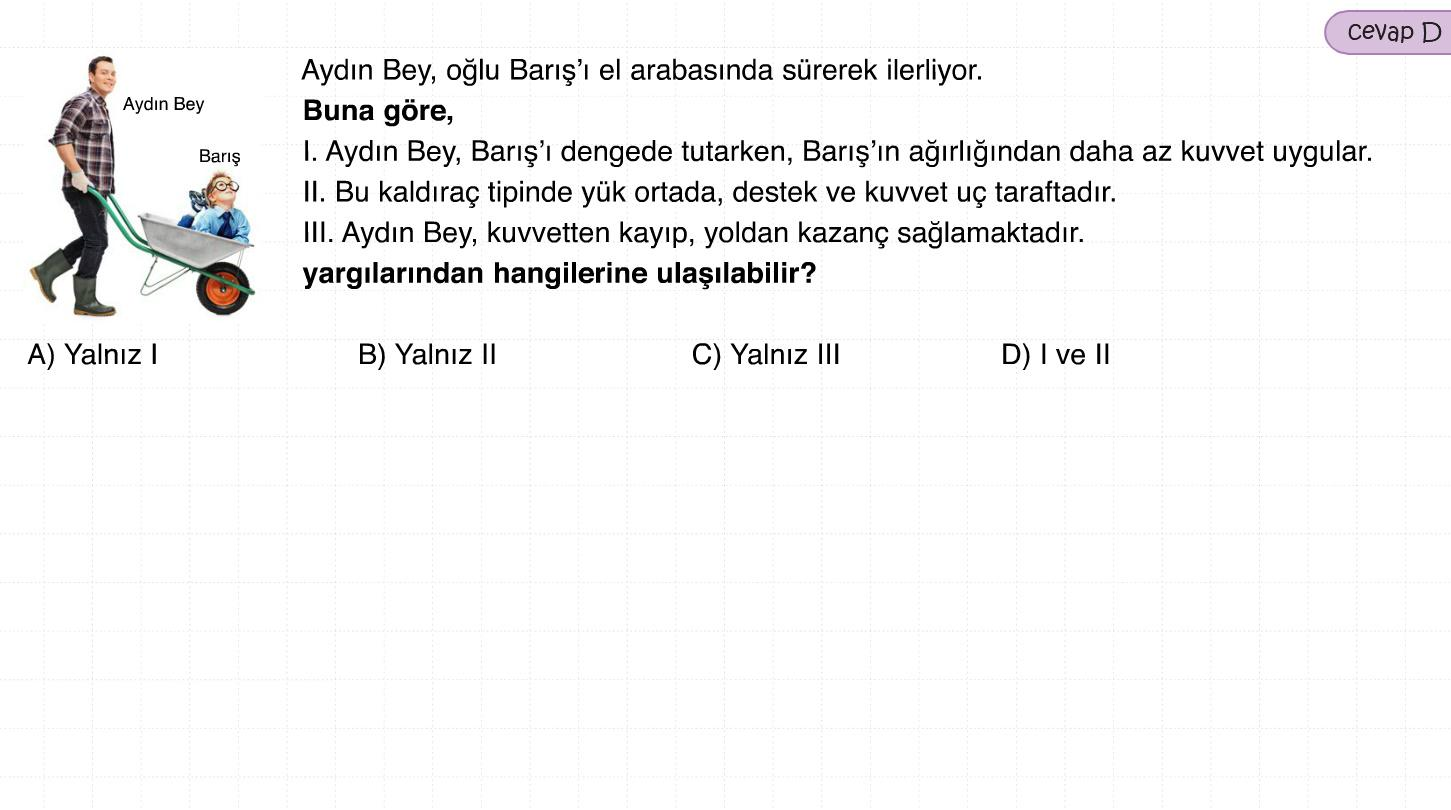 cevap D
Aydın Bey, oğlu Barış'ı el arabasında sürerek ilerliyor.
Aydın Bey
Buna göre,
Barış
I. Aydın Bey, Barış'ı dengede tutarken, Barış'ın ağırlığından daha az kuvvet uygular.
II. Bu kaldıraç tipinde yük ortada, destek ve kuvvet uç taraftadır.
III. Aydın Bey, kuvvetten kayıp, yoldan kazanç sağlamaktadır.
yargılarından hangilerine ulaşılabilir?
A) Yalnız I B) Yalnız II C) Yalnız III D) I ve II